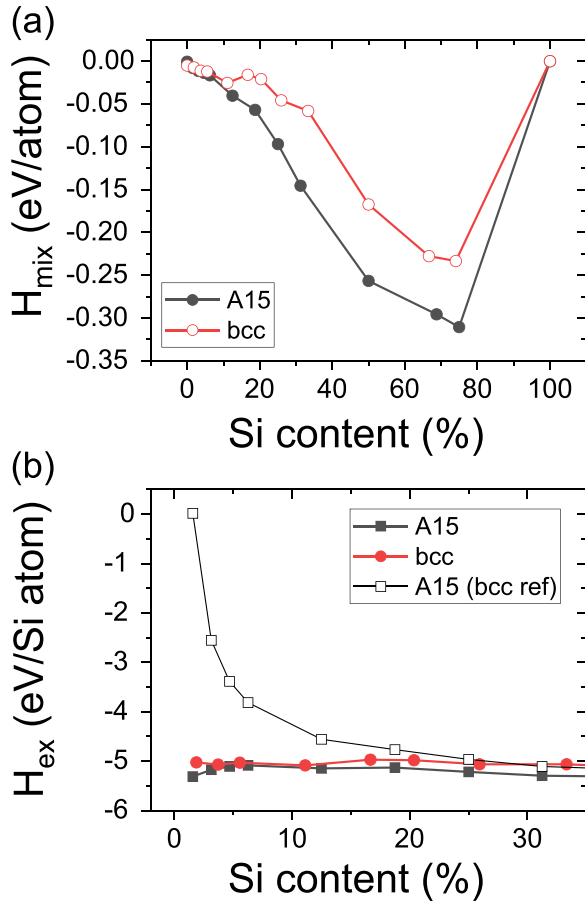 (a)
0.00
-0.05
-0.10
-0.15
-0.20
-0.25
-0.30
-0.35
H_mix (eV/atom)
A15
bcc
0 20 40 60 80 100
Si content (%)
(b)
0
-1
-2
-3
-4
-5
-6
H_ex (eV/Si atom)
A15
bcc
A15 (bcc ref)
0 10 20 30
Si content (%)